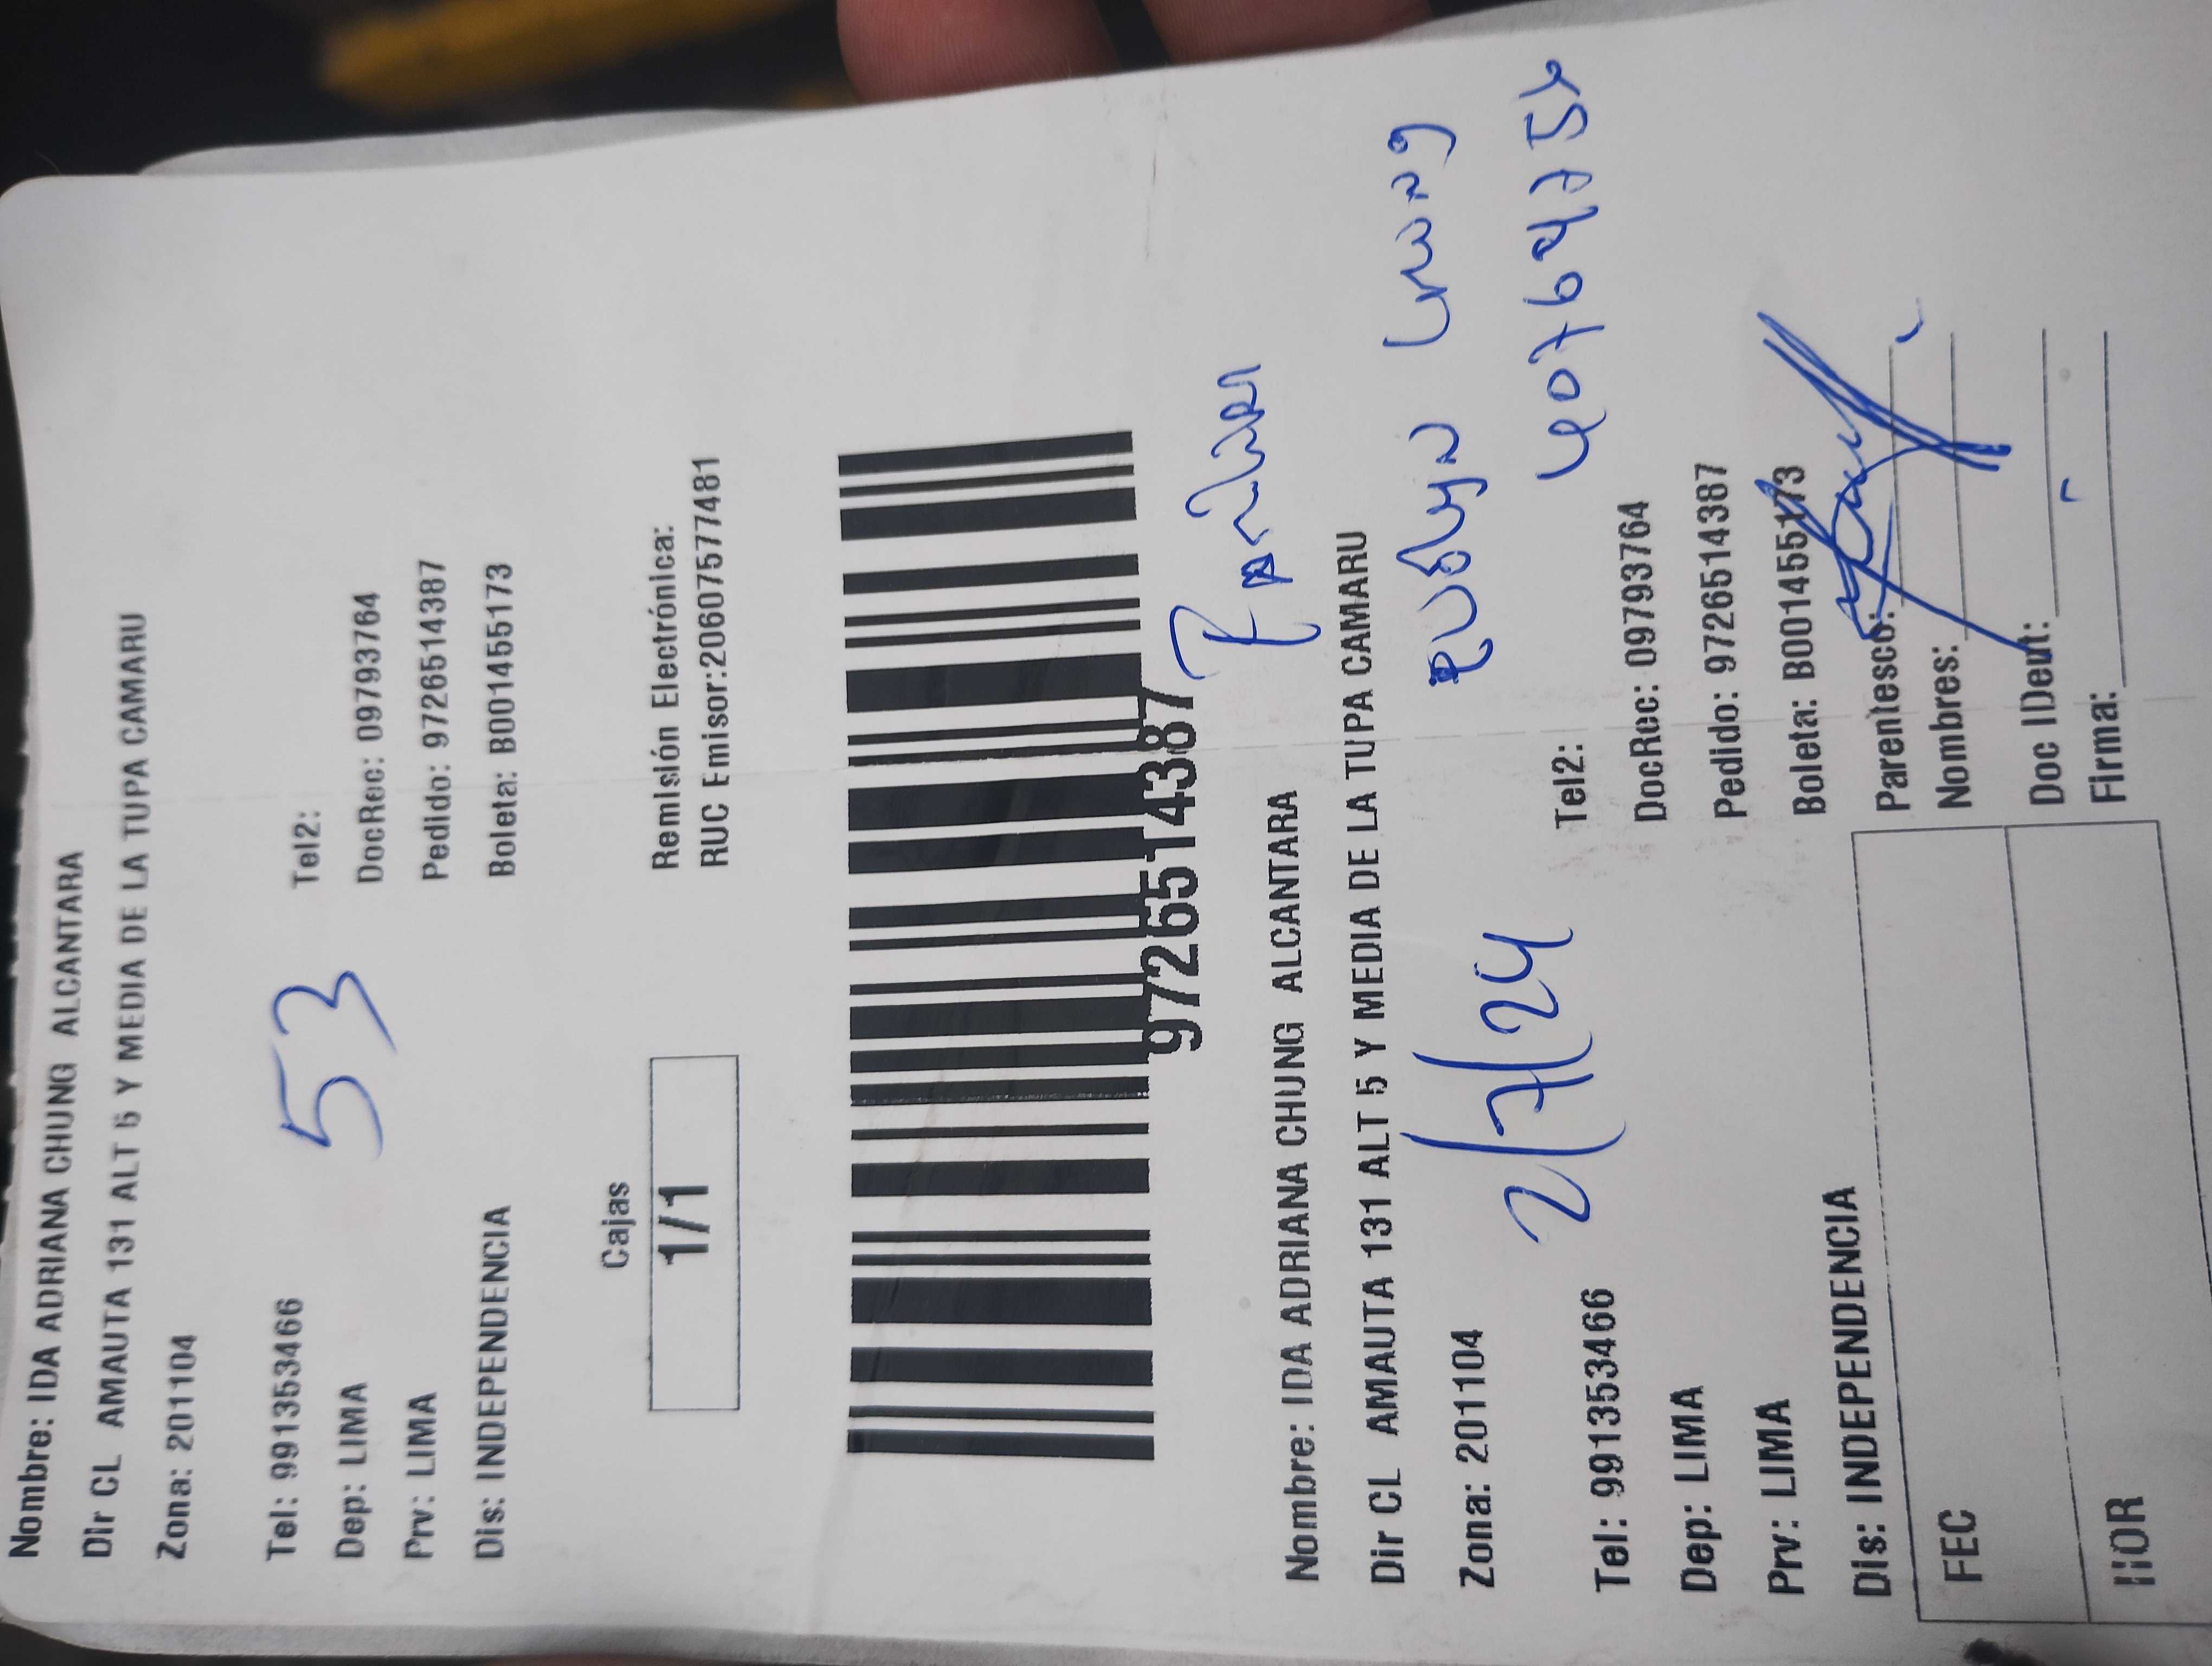 Nombre: IDA ADRIANA CHUNG ALCANTARA
Dir CL AMAUTA 131 ALT 5 Y MEDIA DE LA TUPA CAMARU
Zona: 201104
Tel: 991353466
Tel2:
53
Dep: LIMA
DocRec: 09793764
Prv: LIMA
Pedido: 9726514387
Dis: INDEPENDENCIA
Boleta: B001455173
Cajas
1/1
Remisión Electrónica:
RUC Emisor:20607577481
9726514387
Nombre: IDA ADRIANA CHUNG ALCANTARA
Dir CL AMAUTA 131 ALT 5 Y MEDIA DE LA TUPA CAMARU
Zona: 201104
2/7/24
Tel: 991353466
Tel2:
Dep: LIMA
DocRec: 09793764
Prv: LIMA
Pedido: 9726514387
Dis: INDEPENDENCIA
Boleta: B001455173
FEC
Parentesco:
Nombres:
HOR
Doc IDent:
Firma: